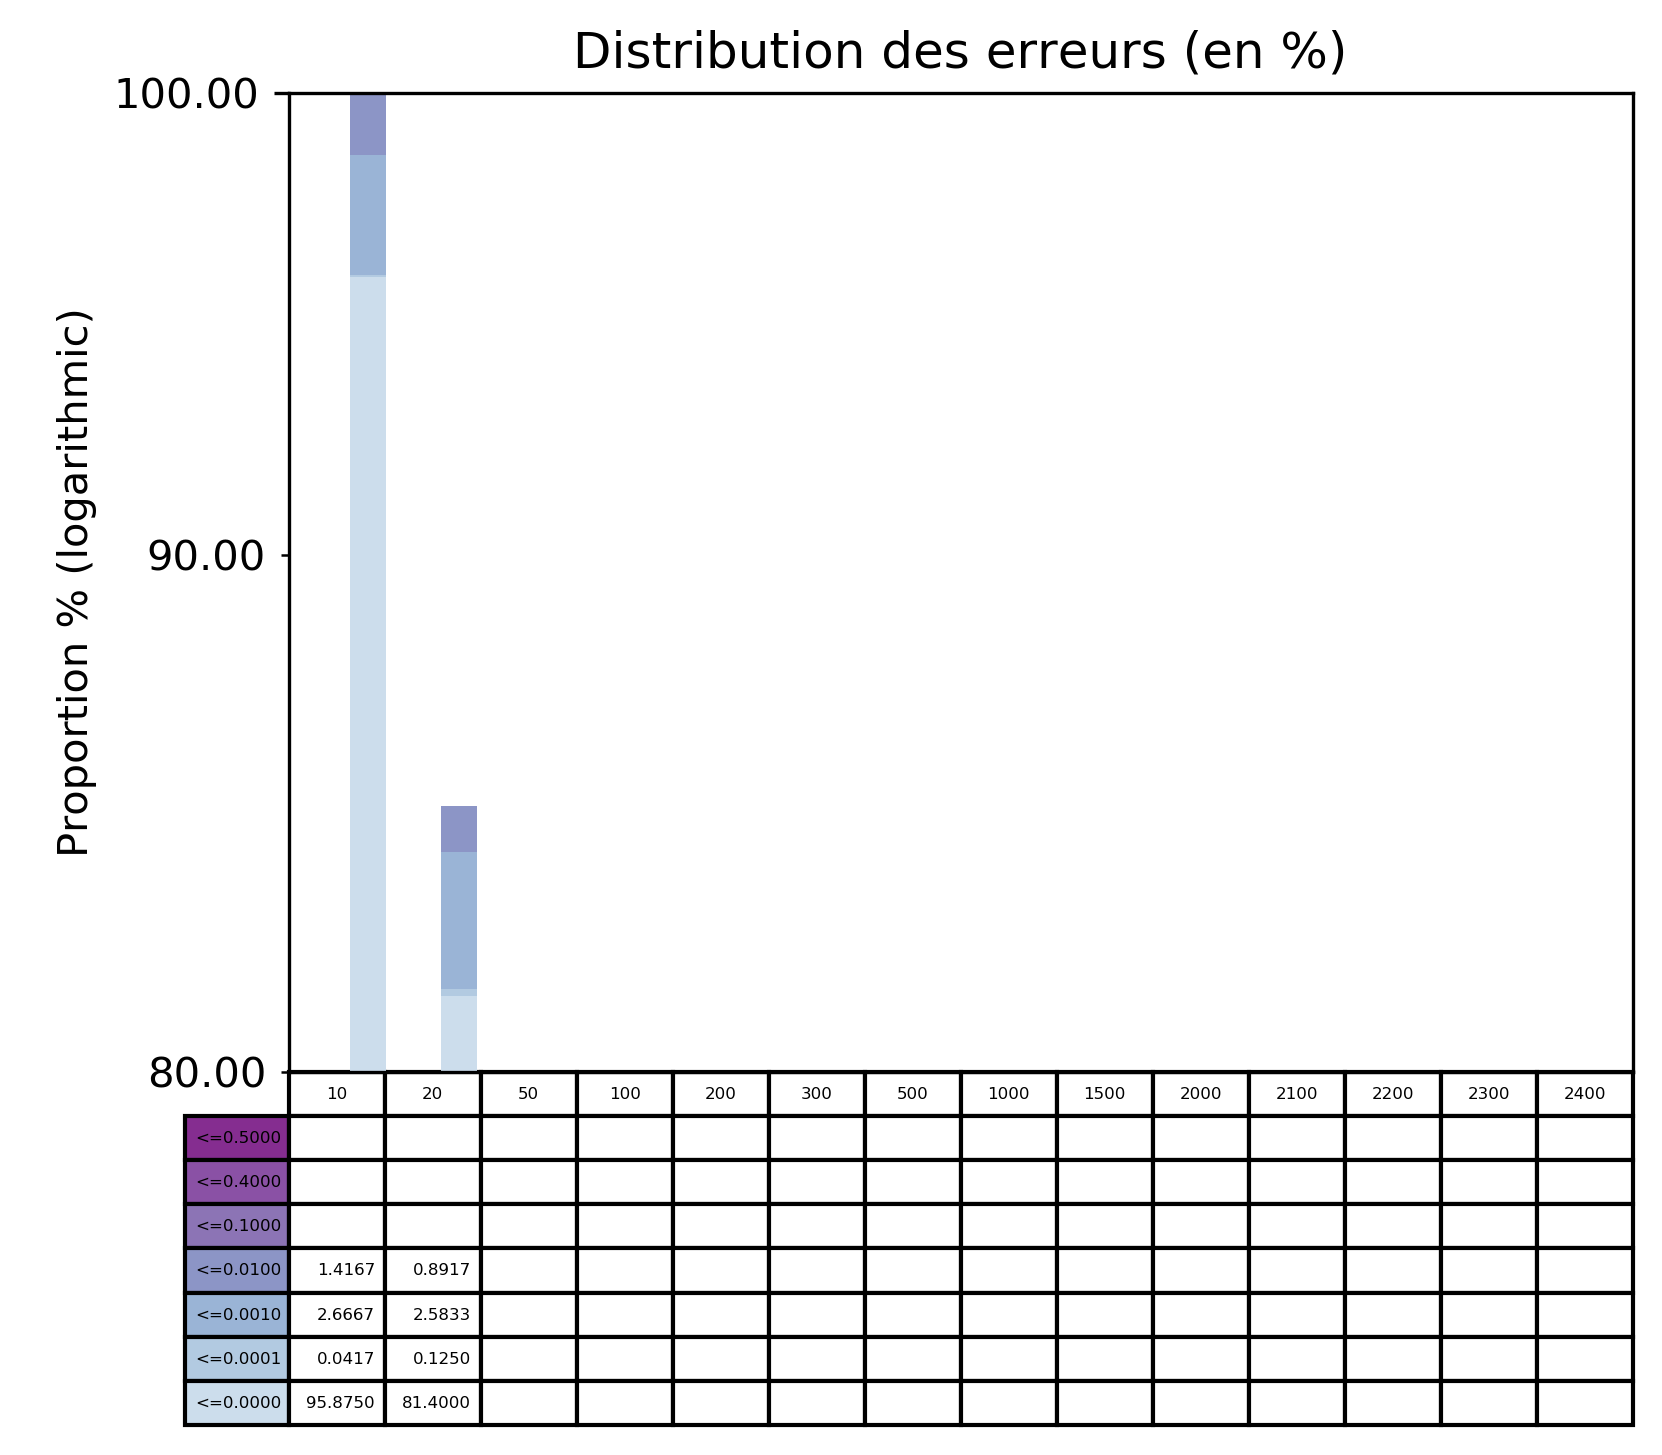 Distribution des erreurs (en %)
100.00
90.00
80.00
Proportion % (logarithmic)
10 20 50 100 200 300 500 1000 1500 2000 2100 2200 2300 2400
<=0.5000
<=0.4000
<=0.1000
<=0.0100 1.4167 0.8917
<=0.0010 2.6667 2.5833
<=0.0001 0.0417 0.1250
<=0.0000 95.8750 81.4000